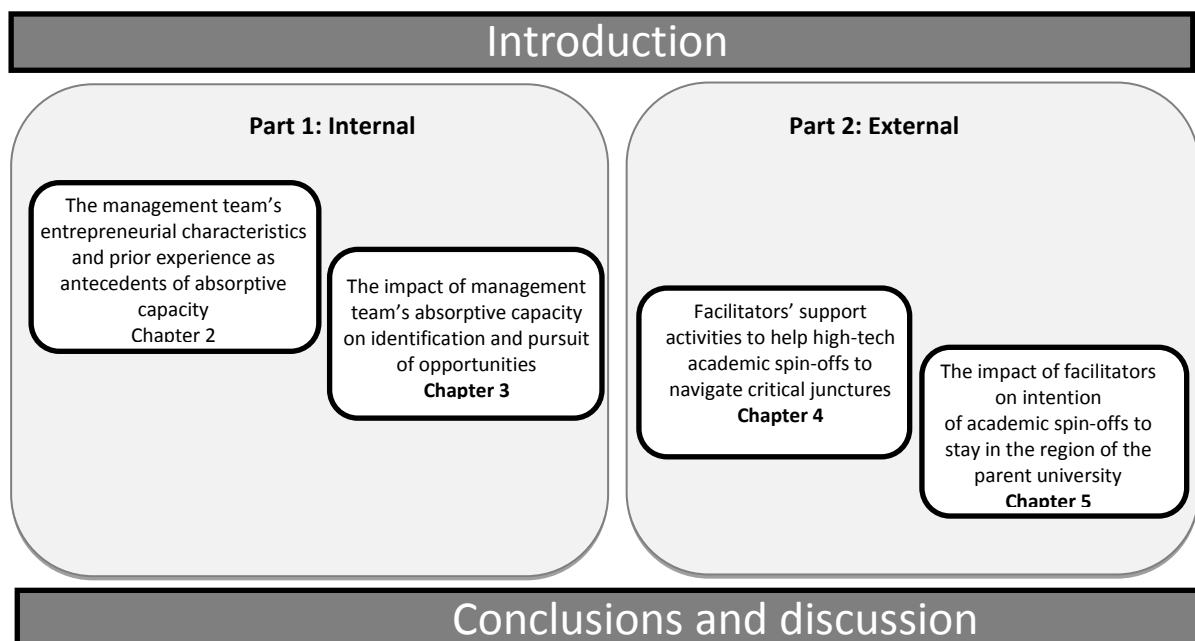 Introduction
Part 1: Internal
The management team’s
entrepreneurial characteristics
and prior experience as
antecedents of absorptive
capacity
Chapter 2
The impact of management
team’s absorptive capacity
on identification and pursuit
of opportunities
Chapter 3
Part 2: External
Facilitators’ support
activities to help high-tech
academic spin-offs to
navigate critical junctures
Chapter 4
The impact of facilitators
on intention
of academic spin-offs to
stay in the region of the
parent university
Chapter 5
Conclusions and discussion